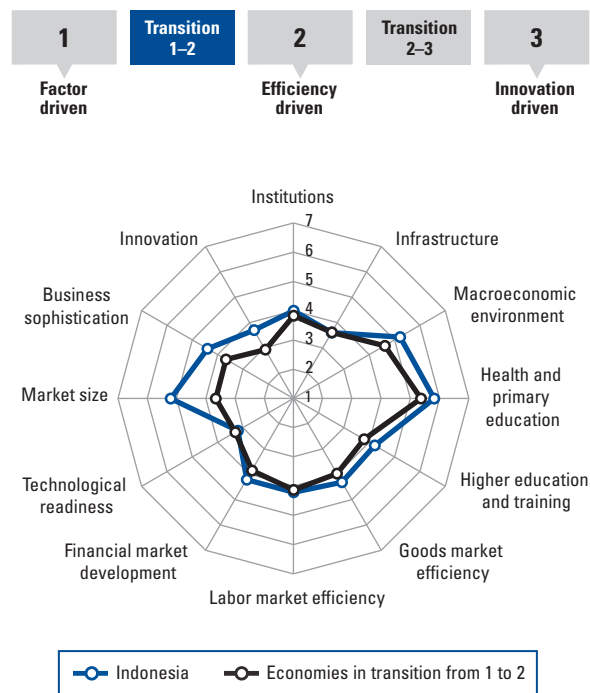 1
Transition
1–2
2
Transition
2–3
3
Factor
driven
Efficiency
driven
Innovation
driven
Institutions
7
Innovation
Infrastructure
6
5
Business
sophistication
Macroeconomic
environment
4
3
Health and
primary
education
2
Market size
1
Technological
readiness
Higher education
and training
Financial market
development
Goods market
efficiency
Labor market efficiency
Indonesia
Economies in transition from 1 to 2